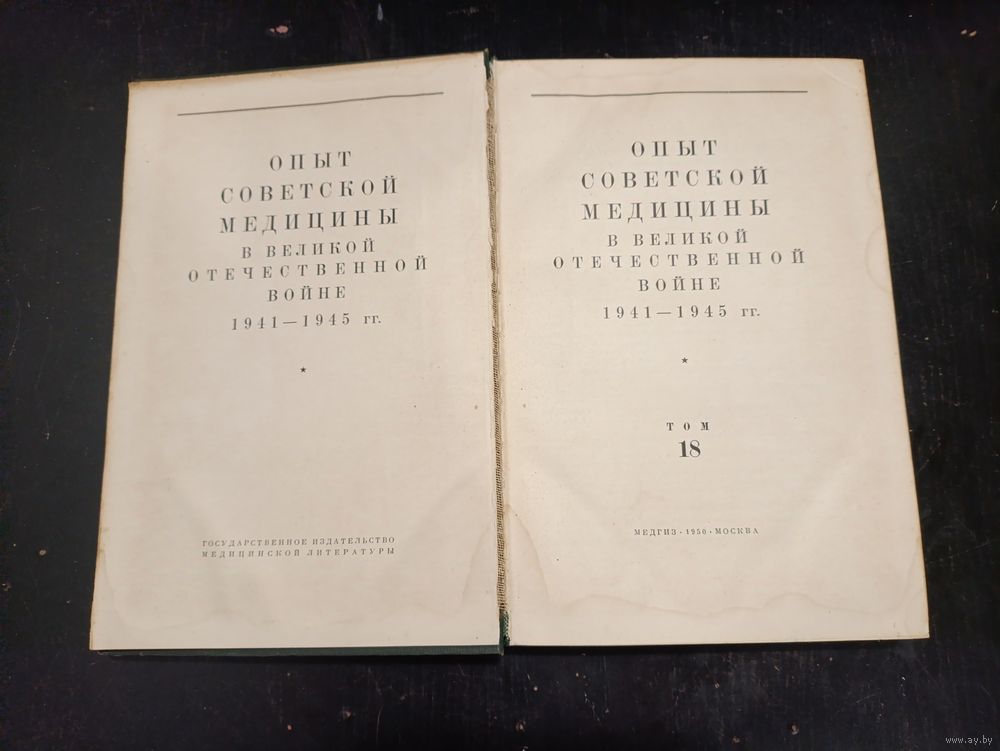 ОПЫТ
СОВЕТСКОЙ
МЕДИЦИНЫ
В ВЕЛИКОЙ
ОТЕЧЕСТВЕННОЙ
ВОЙНЕ
1941—1945 гг.
★
ГОСУДАРСТВЕННОЕ ИЗДАТЕЛЬСТВО
МЕДИЦИНСКОЙ ЛИТЕРАТУРЫ
ОПЫТ
СОВЕТСКОЙ
МЕДИЦИНЫ
В ВЕЛИКОЙ
ОТЕЧЕСТВЕННОЙ
ВОЙНЕ
1941—1945 гг.
★
ТОМ
18
МЕДГИЗ · 1950 · МОСКВА
www.ay.by